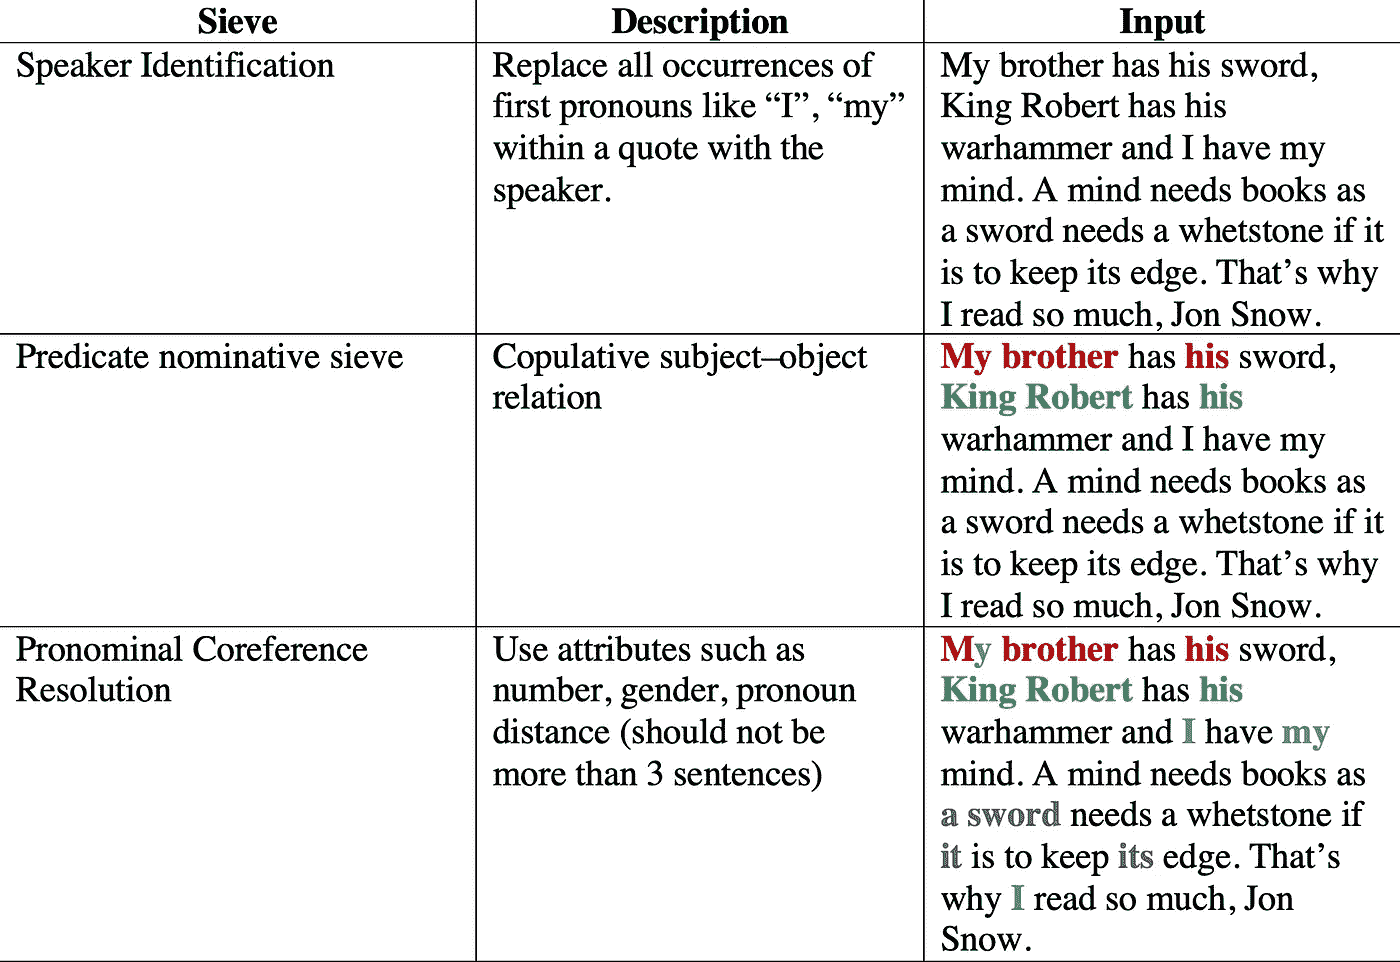 Sieve
Description
Input
Speaker Identification
Replace all occurrences of
first pronouns like “I”, “my”
within a quote with the
speaker.
My brother has his sword,
King Robert has his
warhammer and I have my
mind. A mind needs books as
a sword needs a whetstone if it
is to keep its edge. That’s why
I read so much, Jon Snow.
Predicate nominative sieve
Copulative subject–object
relation
My brother has his sword,
King Robert has his
warhammer and I have my
mind. A mind needs books as
a sword needs a whetstone if it
is to keep its edge. That’s why
I read so much, Jon Snow.
Pronominal Coreference
Resolution
Use attributes such as
number, gender, pronoun
distance (should not be
more than 3 sentences)
My brother has his sword,
King Robert has his
warhammer and I have my
mind. A mind needs books as
a sword needs a whetstone if
it is to keep its edge. That’s
why I read so much, Jon
Snow.